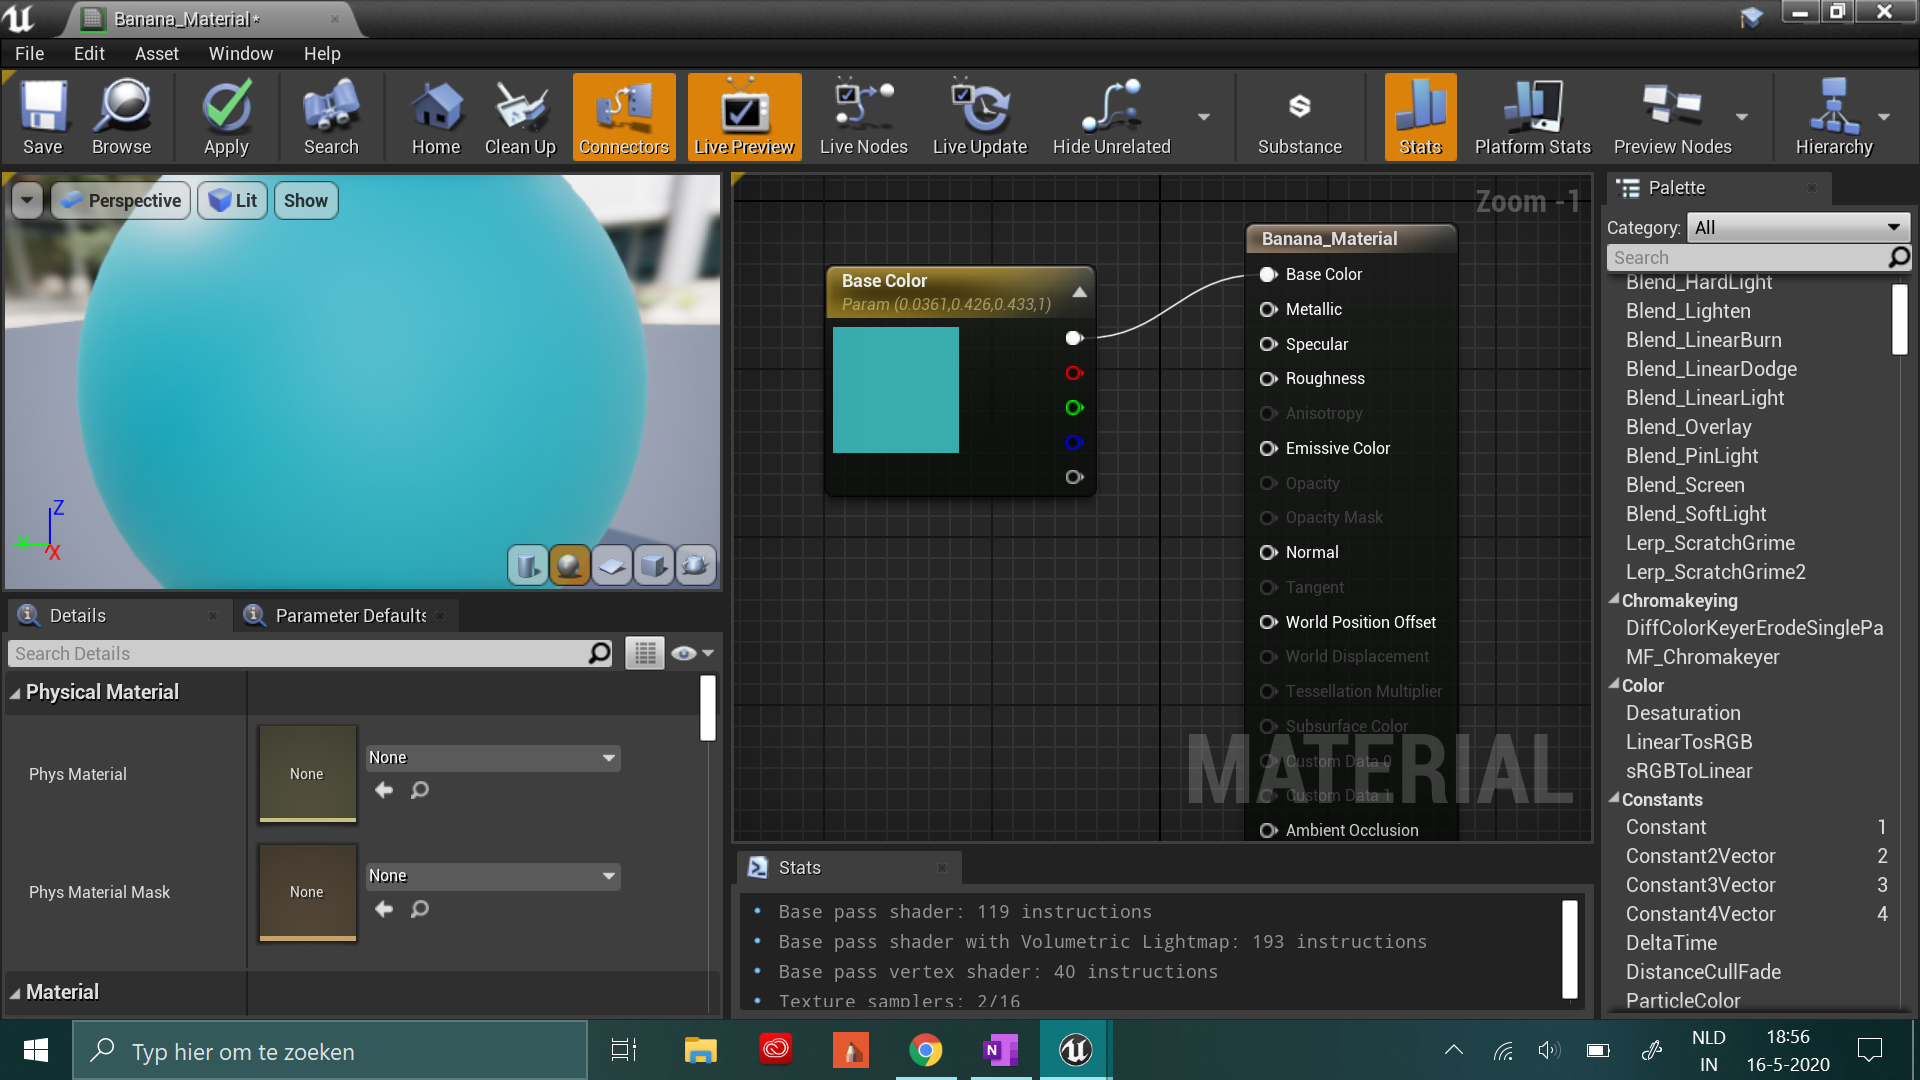 Banana_Material*
File Edit Asset Window Help
Save Browse Apply Search Home Clean Up Connectors Live Preview Live Nodes Live Update Hide Unrelated Substance Stats Platform Stats Preview Nodes Hierarchy
Perspective Lit Show
Z
Y
X
Details
Parameter Defaults
Search Details
Physical Material
Phys Material
None
None
Phys Material Mask
None
None
Material
Zoom -1
Base Color
Param (0.0361,0.426,0.433,1)
Banana_Material
Base Color
Metallic
Specular
Roughness
Anisotropy
Emissive Color
Opacity
Opacity Mask
Normal
Tangent
World Position Offset
World Displacement
Tessellation Multiplier
Subsurface Color
Custom Data 0
Custom Data 1
Ambient Occlusion
MATERIAL
Stats
Base pass shader: 119 instructions
Base pass shader with Volumetric Lightmap: 193 instructions
Base pass vertex shader: 40 instructions
Texture samplers: 2/16
Palette
Category: All
Search
Blend_HardLight
Blend_Lighten
Blend_LinearBurn
Blend_LinearDodge
Blend_LinearLight
Blend_Overlay
Blend_PinLight
Blend_Screen
Blend_SoftLight
Lerp_ScratchGrime
Lerp_ScratchGrime2
Chromakeying
DiffColorKeyerErodeSinglePa
MF_Chromakeyer
Color
Desaturation
LinearTosRGB
sRGBToLinear
Constants
Constant 1
Constant2Vector 2
Constant3Vector 3
Constant4Vector 4
DeltaTime
DistanceCullFade
ParticleColor
Typ hier om te zoeken
N
NLD
IN
18:56
16-5-2020